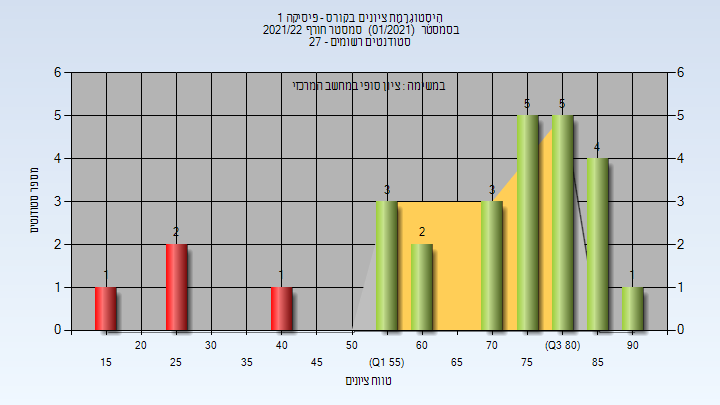 היסטוגרמת ציונים בקורס - פיסיקה 1
בסמסטר (01/2021) סמסטר חורף 2021/22
סטודנטים רשומים - 27
במשימה : ציון סופי במחשב המרכזי
מספר סטודנטים
6 6
5 5
4 4
3 3
2 2
1 1
0 0
1 2 1 3 2 3 5 5 4 1
20 30 40 50 60 70 (Q3 80) 90
15 25 35 45 (Q1 55) 65 75 85
טווח ציונים